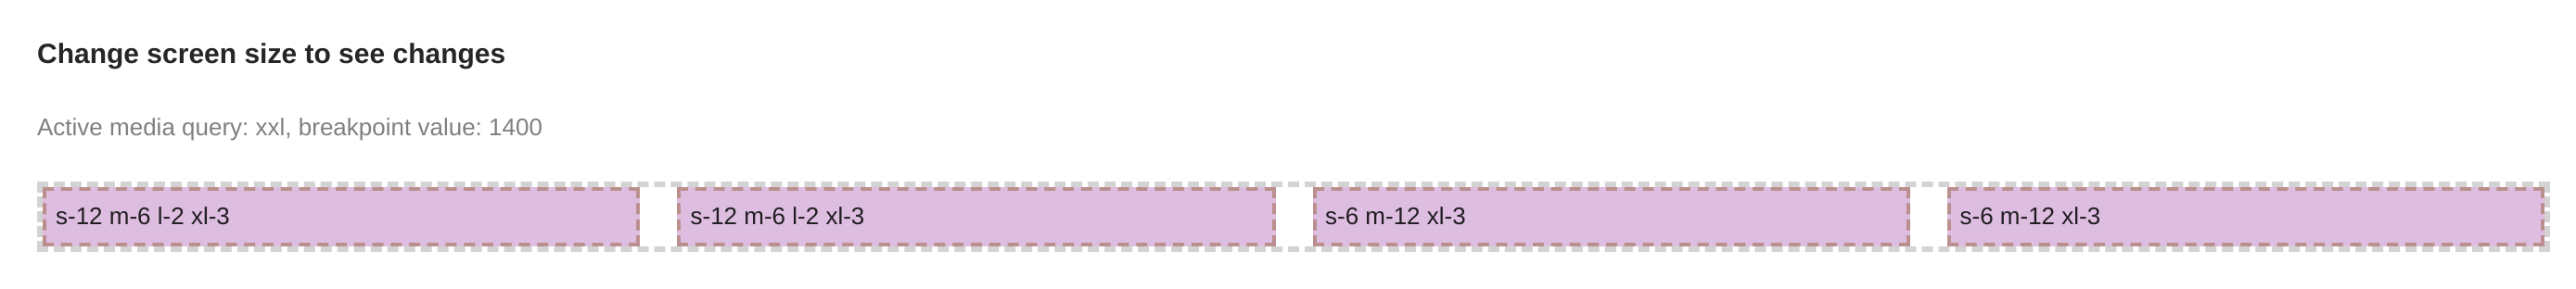 Change screen size to see changes
Active media query: xxl, breakpoint value: 1400
s-12 m-6 l-2 xl-3
s-12 m-6 l-2 xl-3
s-6 m-12 xl-3
s-6 m-12 xl-3